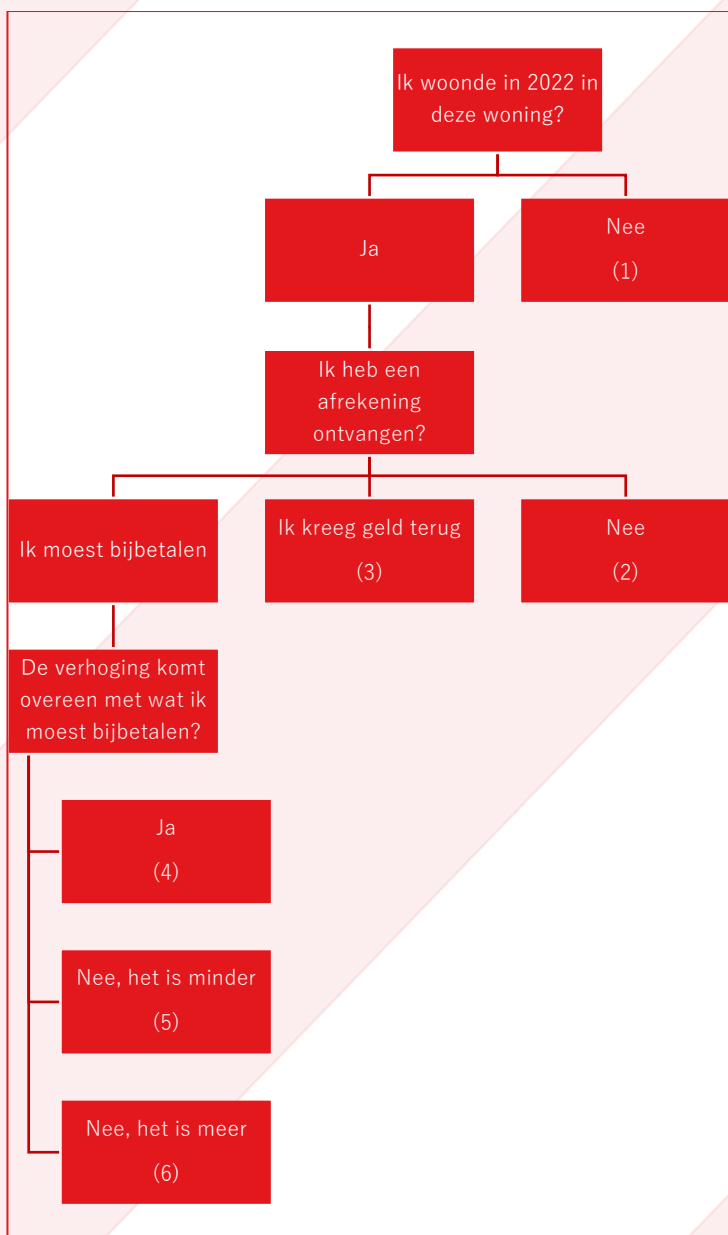 Ik woonde in 2022 in
deze woning?
Ja
Nee
(1)
Ik heb een
afrekening
ontvangen?
Ik moest bijbetalen
Ik kreeg geld terug
(3)
Nee
(2)
De verhoging komt
overeen met wat ik
moest bijbetalen?
Ja
(4)
Nee, het is minder
(5)
Nee, het is meer
(6)